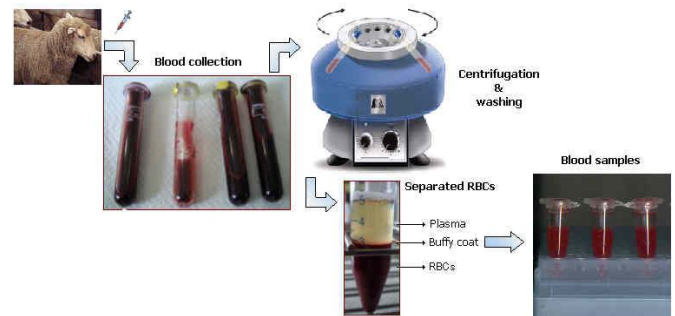 Blood collection
Centrifugation
&
washing
Separated RBCs
Plasma
Buffy coat
RBCs
Blood samples